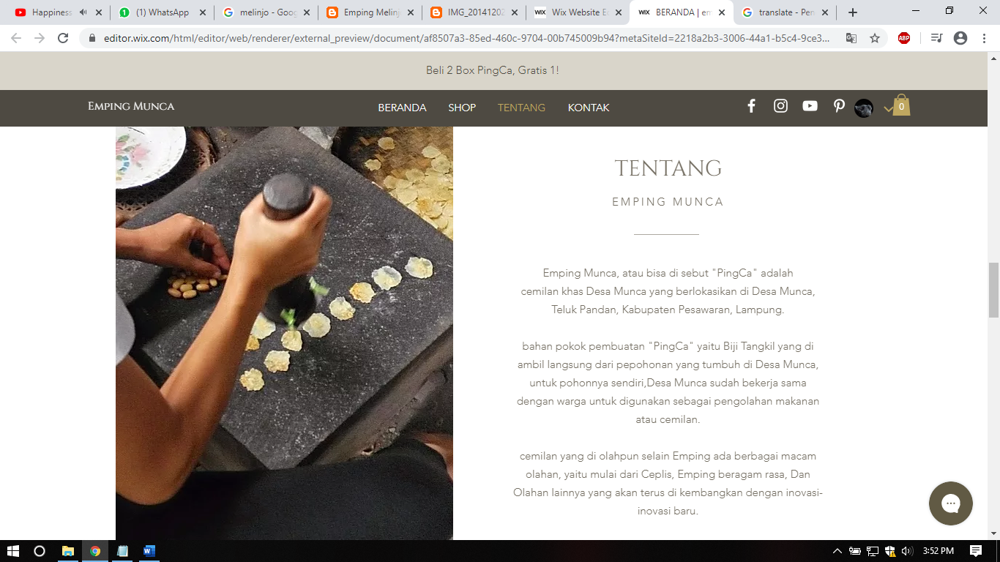 Happiness
(1) WhatsApp
melinjo - Goog
Emping Melinj
IMG_20141202
Wix Website Ed
BERANDA | em
translate - Pen
editor.wix.com/html/editor/web/renderer/external_preview/document/af8507a3-85ed-460c-9704-00b745009b94?metaSiteId=2218a2b3-3006-44a1-b5c4-9ce3...
ABP
Beli 2 Box PingCa, Gratis 1!
Emping Munca
BERANDA SHOP TENTANG KONTAK
0
TENTANG
EMPING MUNCA
Emping Munca, atau bisa di sebut "PingCa" adalah
cemilan khas Desa Munca yang berlokasikan di Desa Munca,
Teluk Pandan, Kabupaten Pesawaran, Lampung.
bahan pokok pembuatan "PingCa" yaitu Biji Tangkil yang di
ambil langsung dari pepohonan yang tumbuh di Desa Munca,
untuk pohonnya sendiri,Desa Munca sudah bekerja sama
dengan warga untuk digunakan sebagai pengolahan makanan
atau cemilan.
cemilan yang di olahpun selain Emping ada berbagai macam
olahan, yaitu mulai dari Ceplis, Emping beragam rasa, Dan
Olahan lainnya yang akan terus di kembangkan dengan inovasi-
inovasi baru.
3:52 PM